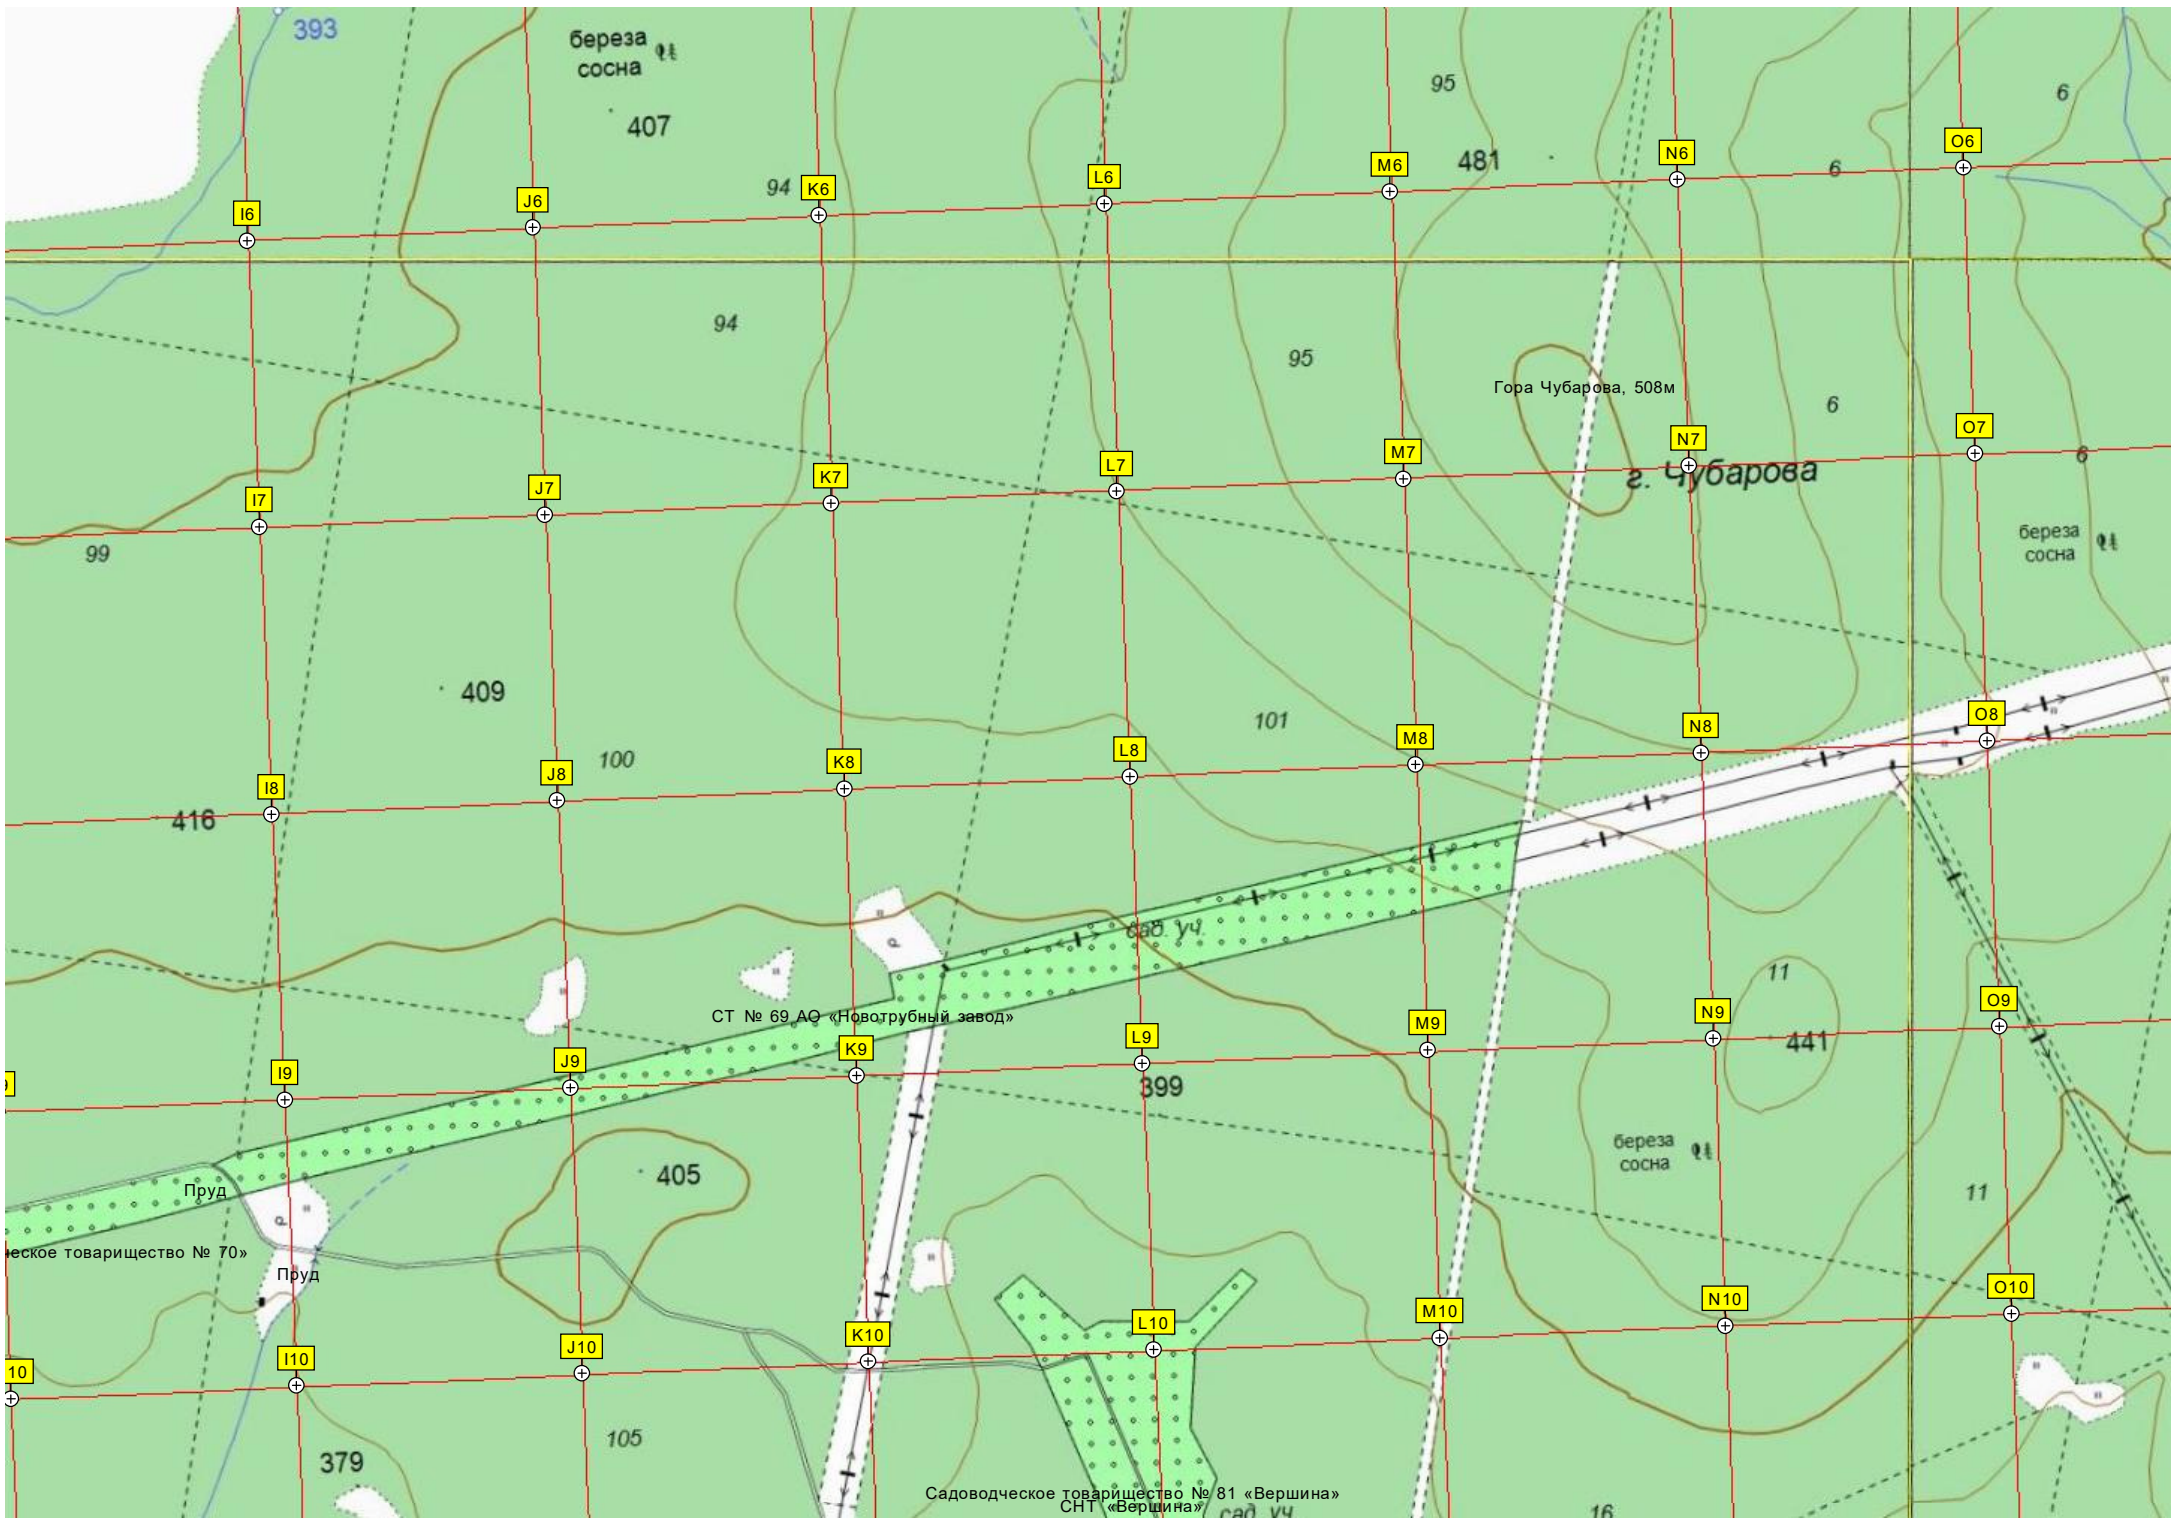 393
береза
сосна
407
95
6
481
6
94
I6
J6
K6
L6
M6
N6
O6
94
95
Гора Чубарова, 508м
6
г. Чубарова
6
I7
J7
K7
L7
M7
N7
O7
99
береза
сосна
409
101
100
416
I8
J8
K8
L8
M8
N8
O8
сад. уч.
11
СТ № 69 АО «Новотрубный завод»
441
9
I9
J9
K9
L9
M9
N9
O9
399
береза
сосна
405
11
Пруд
ческое товарищество № 70»
Пруд
10
I10
J10
K10
L10
M10
N10
O10
105
379
Садоводческое товарищество № 81 «Вершина»
СНТ «Вершина»
сад. уч.
16